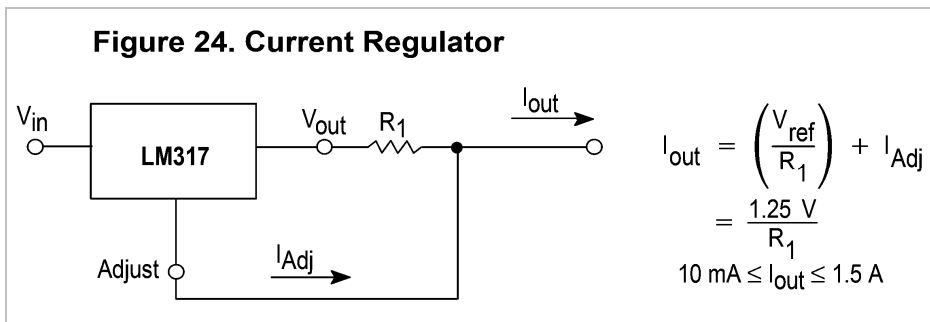 Figure 24. Current Regulator
Vin
LM317
Vout
R1
Iout
Adjust
IAdj
Iout = (Vref / R1) + IAdj
= 1.25 V / R1
10 mA ≤ Iout ≤ 1.5 A